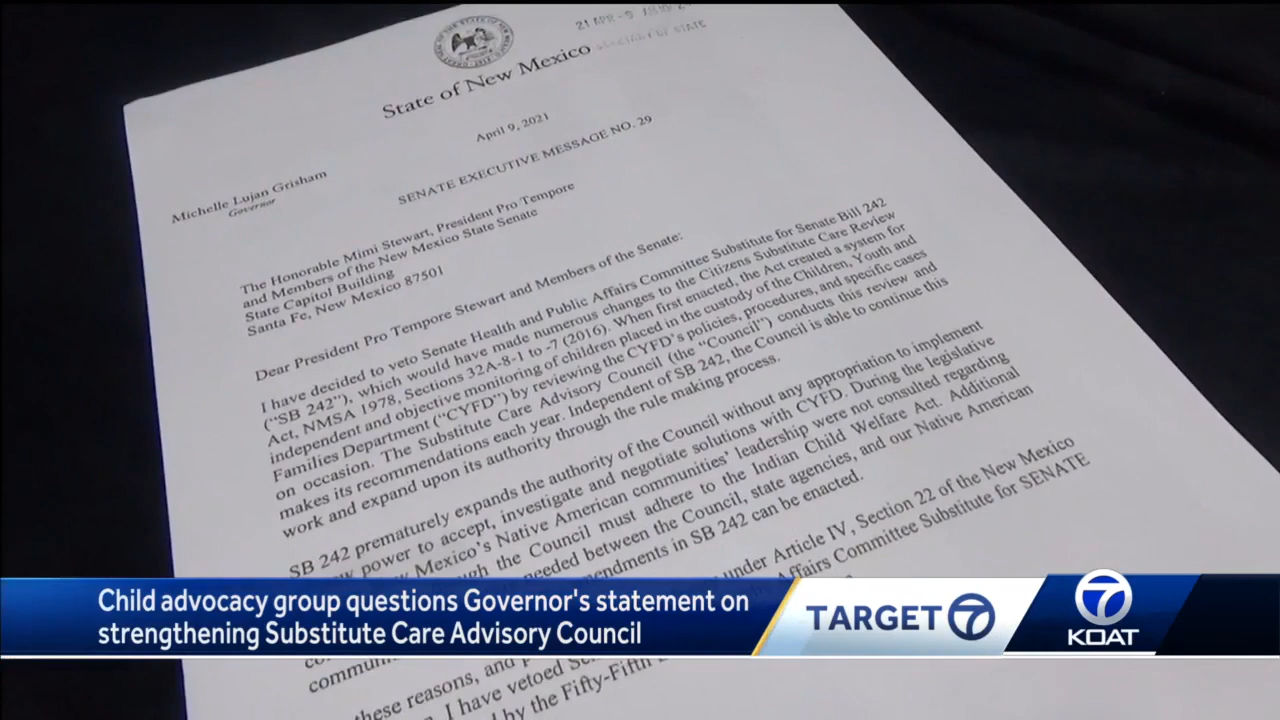 21 APR -9
State of New Mexico
April 9, 2021
SENATE EXECUTIVE MESSAGE NO. 29
Michelle Lujan Grisham
Governor
The Honorable Mimi Stewart, President Pro Tempore
and Members of the New Mexico State Senate
State Capitol Building
Santa Fe, New Mexico 87501
Dear President Pro Tempore Stewart and Members of the Senate:
I have decided to veto Senate Health and Public Affairs Committee Substitute for Senate Bill 242
("SB 242"), which would have made numerous changes to the Citizens Substitute Care Review
Act, NMSA 1978, Sections 32A-8-1 to -7 (2016). When first enacted, the Act created a system for
independent and objective monitoring of children placed in the custody of the Children, Youth and
Families Department ("CYFD") by reviewing the CYFD's policies, procedures, and specific cases
on occasion. The Substitute Care Advisory Council (the "Council") conducts this review and
makes its recommendations each year. Independent of SB 242, the Council is able to continue this
work and expand upon its authority through the rule making process.
SB 242 prematurely expands the authority of the Council without any appropriation to implement
power to accept, investigate and negotiate solutions with CYFD. During the legislative
Mexico's Native American communities' leadership were not consulted regarding
the Council must adhere to the Indian Child Welfare Act. Additional
needed between the Council, state agencies, and our Native American
amendments in SB 242 can be enacted.
under Article IV, Section 22 of the New Mexico
Affairs Committee Substitute for SENATE
these reasons, and
I have vetoed
by the Fifty-Fifth
Child advocacy group questions Governor's statement on
strengthening Substitute Care Advisory Council
TARGET 7
7
KOAT